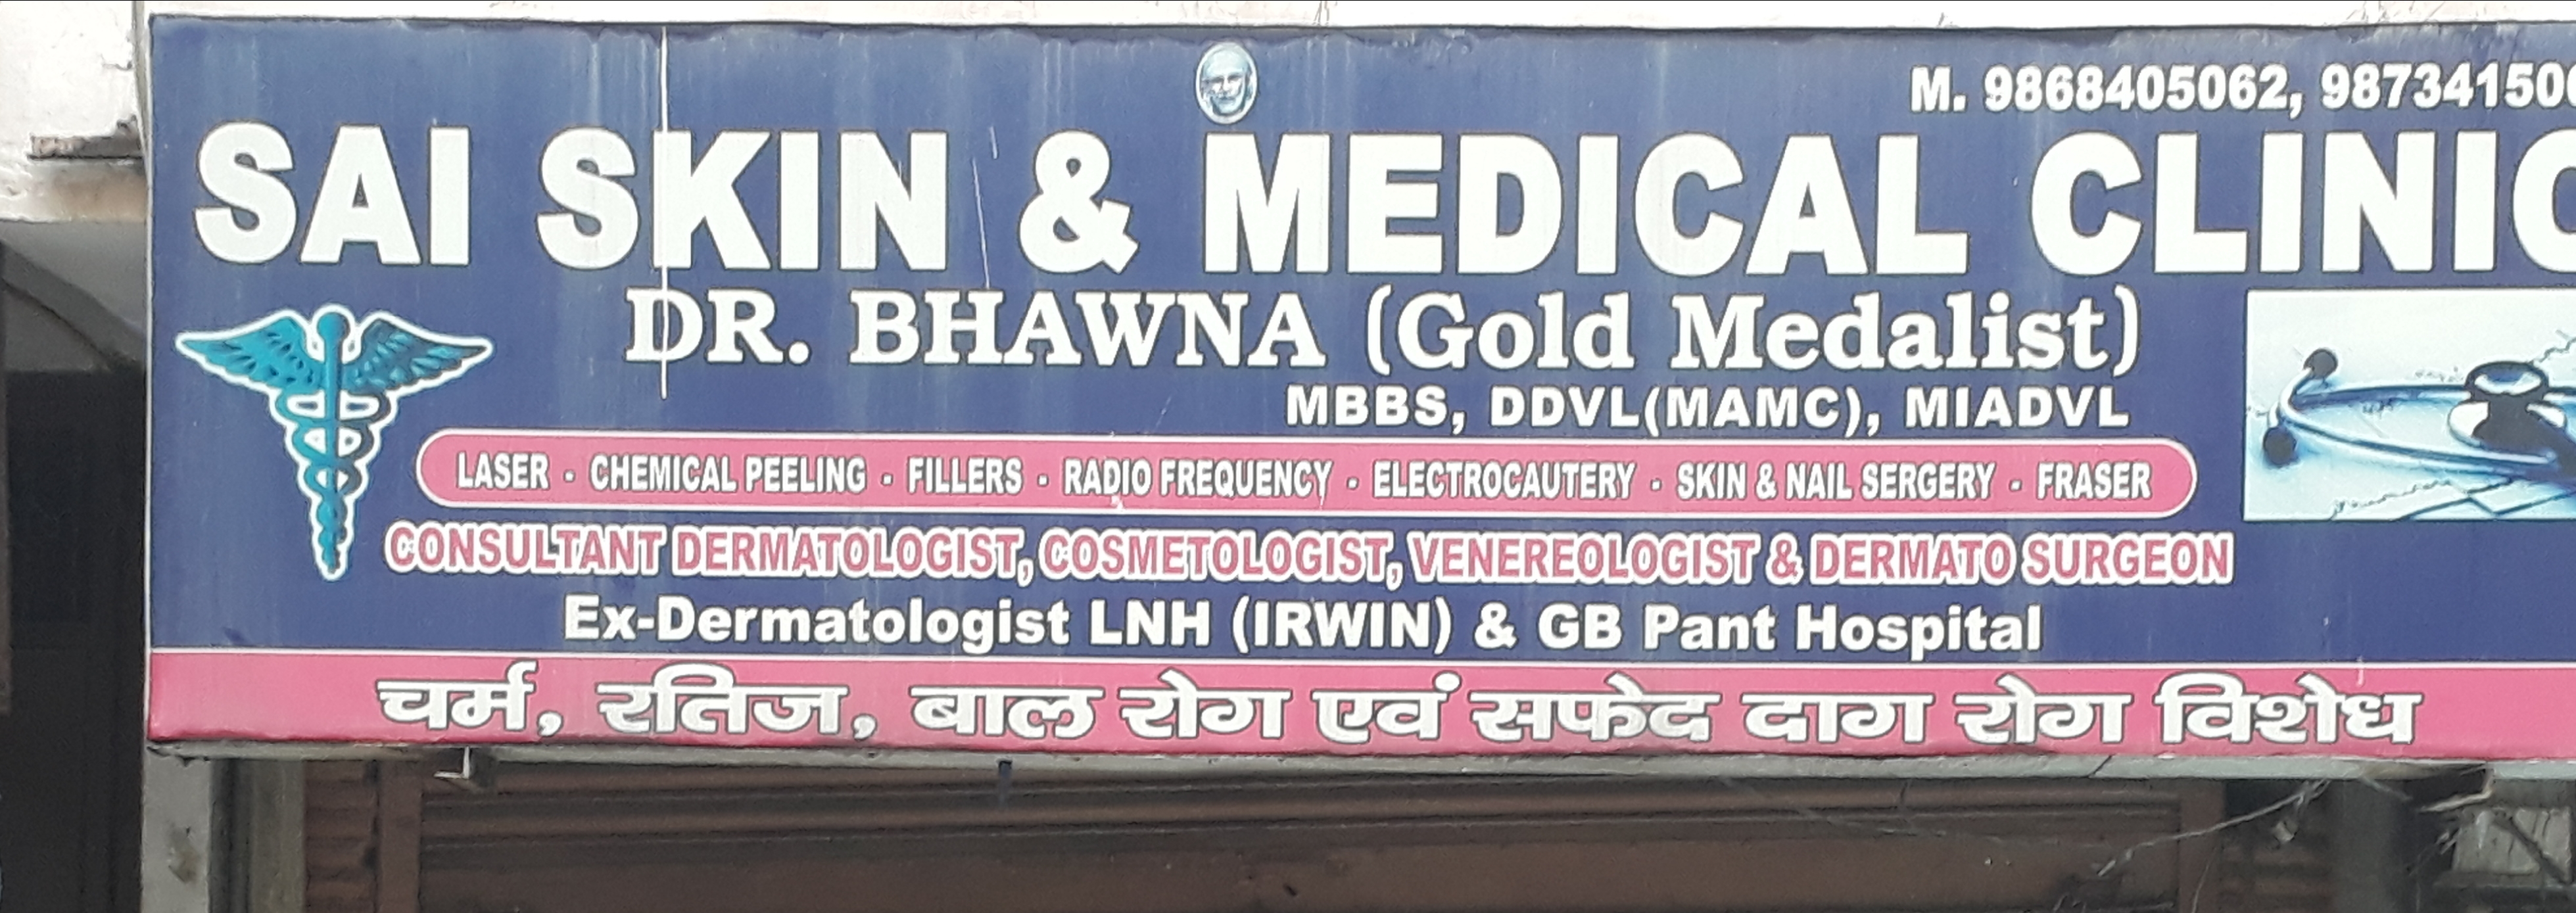 M. 9868405062, 98734150
SAI SKIN & MEDICAL CLINIC
DR. BHAWNA (Gold Medalist)
MBBS, DDVL(MAMC), MIADVL
LASER - CHEMICAL PEELING - FILLERS - RADIO FREQUENCY - ELECTROCAUTERY - SKIN & NAIL SERGERY - FRASER
CONSULTANT DERMATOLOGIST, COSMETOLOGIST, VENEREOLOGIST & DERMATO SURGEON
Ex-Dermatologist LNH (IRWIN) & GB Pant Hospital
चर्म, रतिज, बाल रोग एवं सफेद दाग रोग विशेध